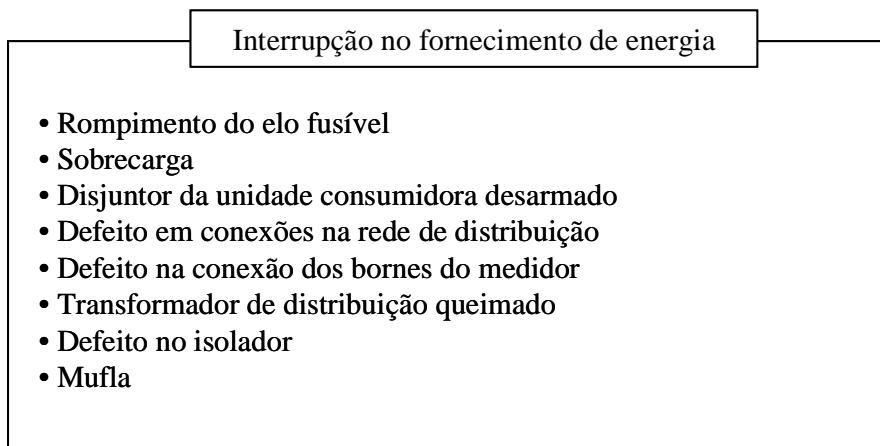 Interrupção no fornecimento de energia
• Rompimento do elo fusível
• Sobrecarga
• Disjuntor da unidade consumidora desarmado
• Defeito em conexões na rede de distribuição
• Defeito na conexão dos bornes do medidor
• Transformador de distribuição queimado
• Defeito no isolador
• Mufla